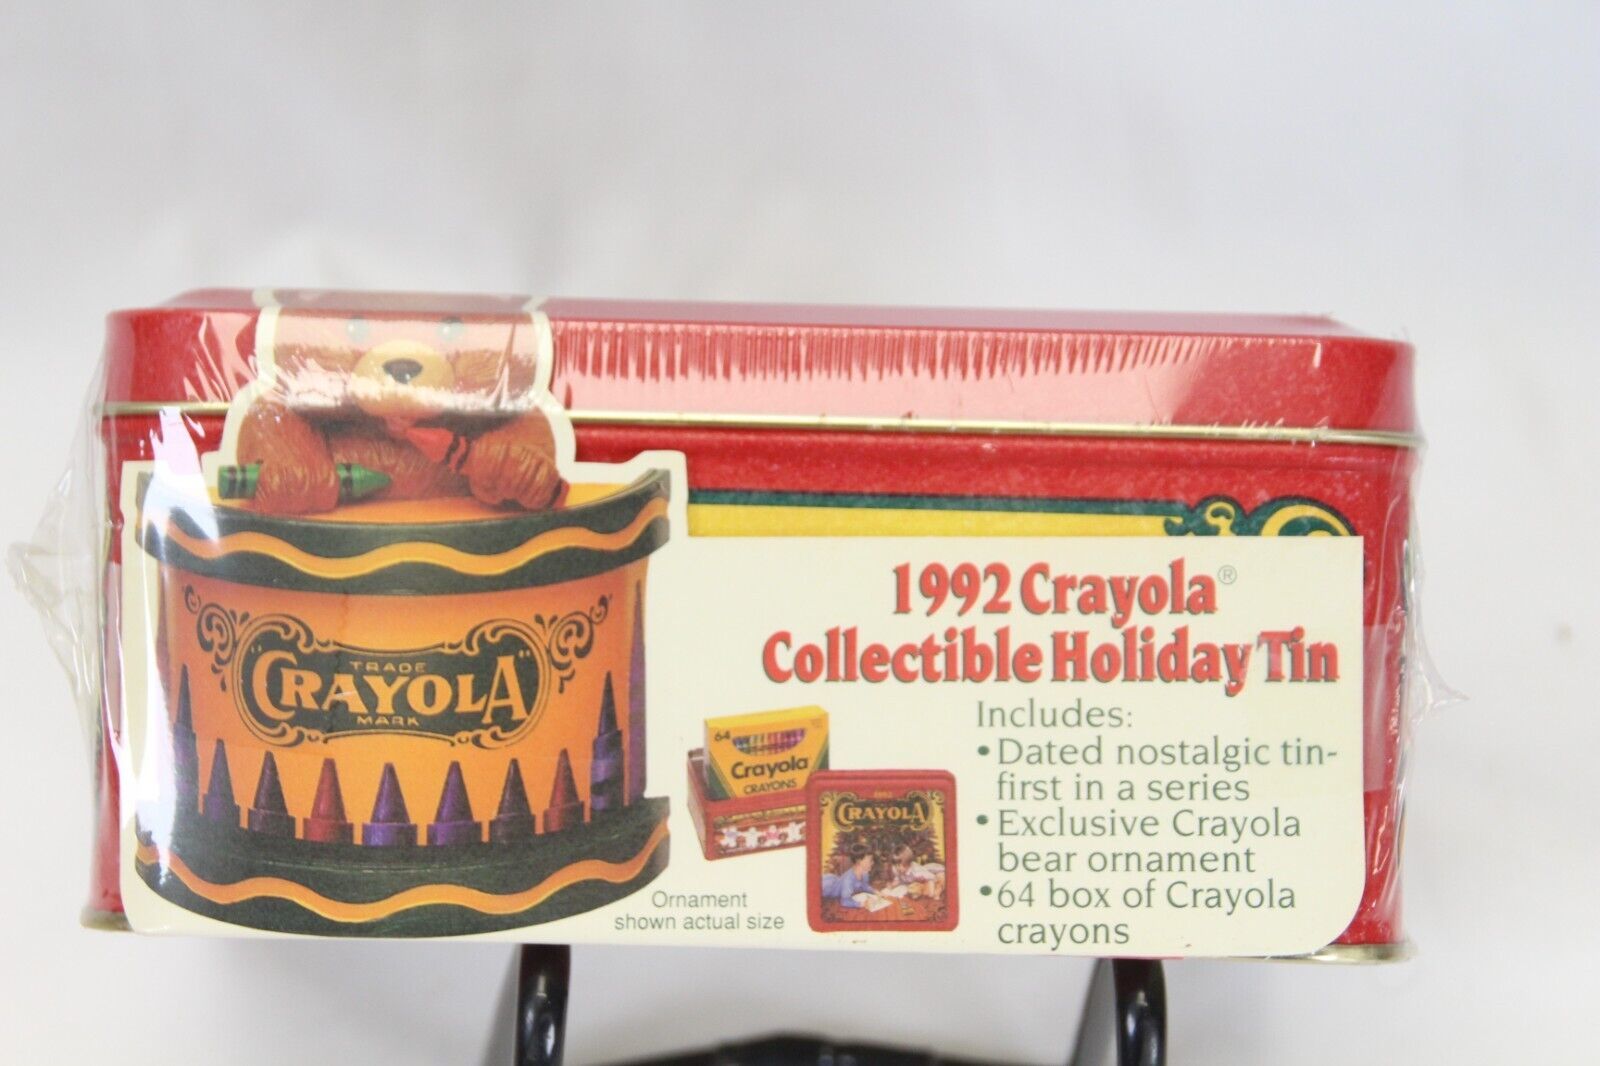 "CRAYOLA"
TRADE
MARK
1992 Crayola®
Collectible Holiday Tin
Includes:
•Dated nostalgic tin-
first in a series
•Exclusive Crayola
bear ornament
•64 box of Crayola
crayons
64
Crayola
CRAYONS
1992
CRAYOLA
Ornament
shown actual size